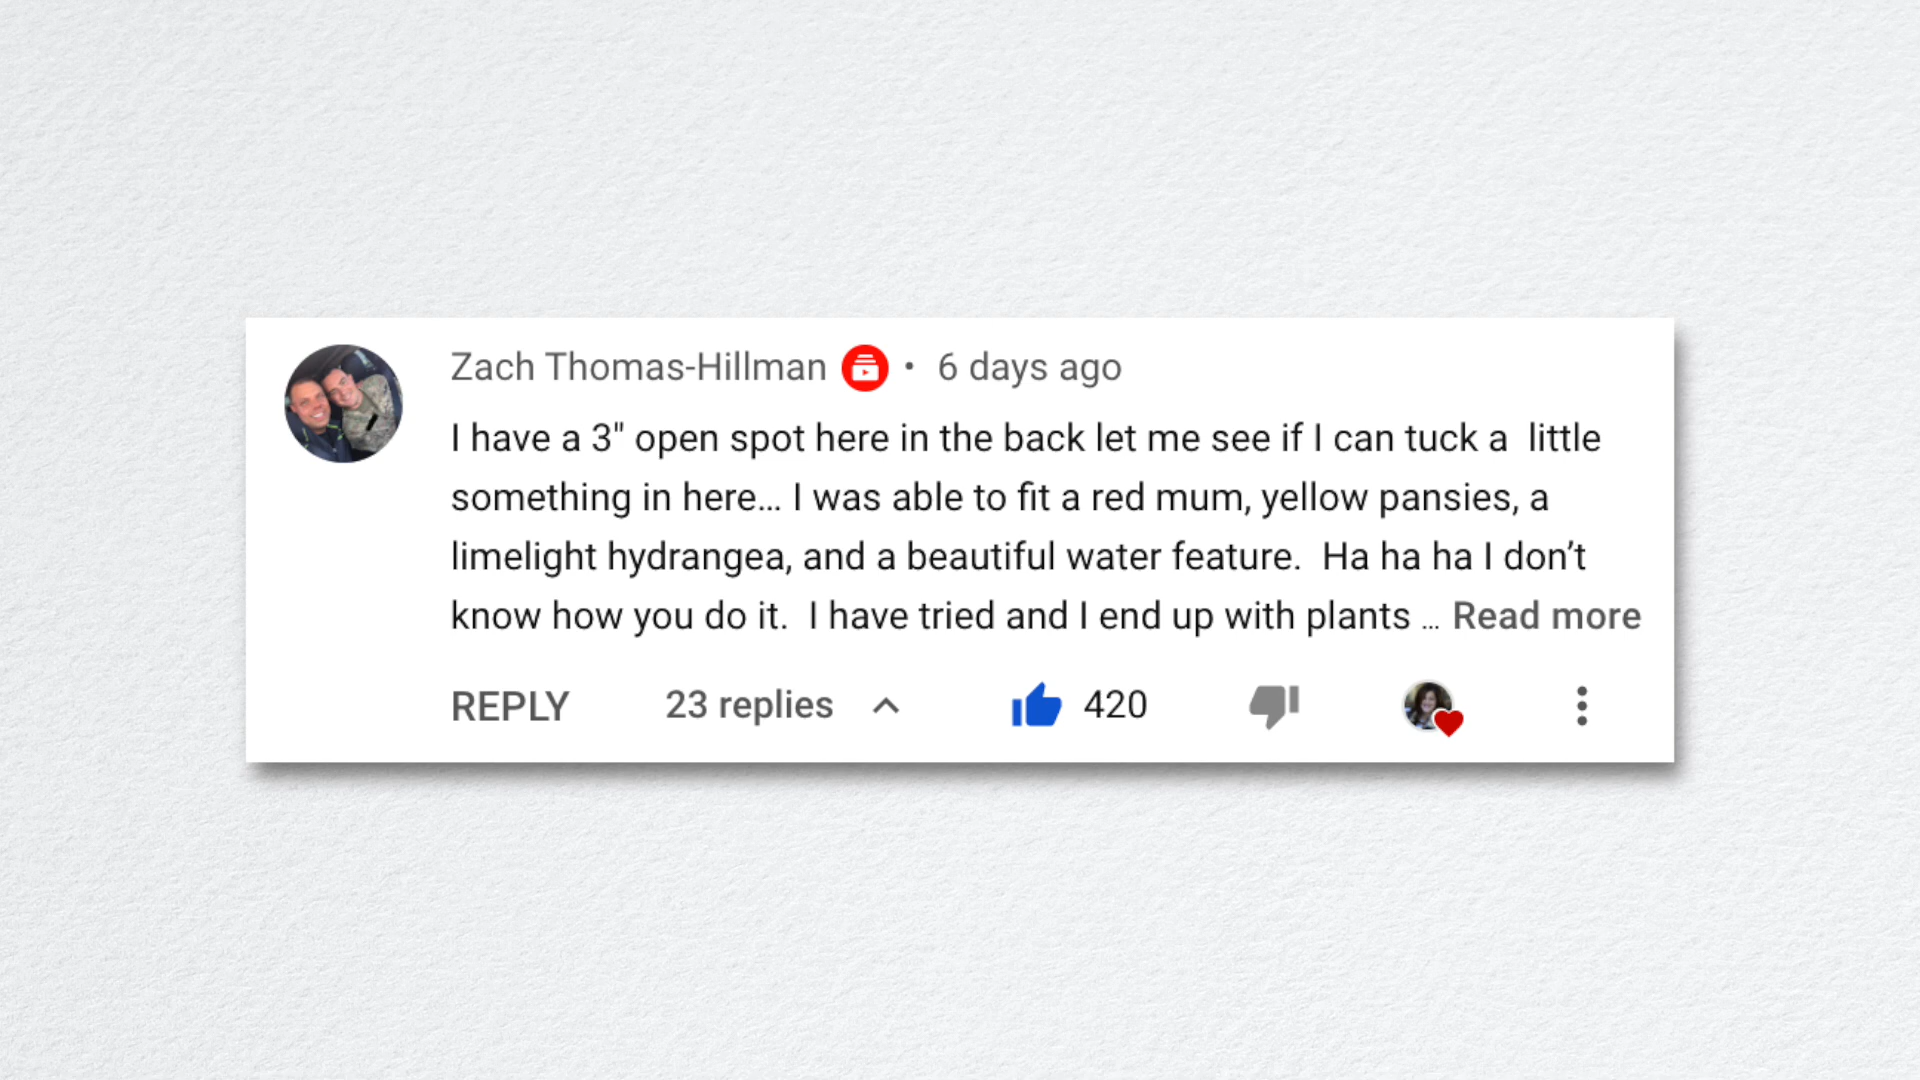 Zach Thomas-Hillman • 6 days ago
I have a 3" open spot here in the back let me see if I can tuck a  little
something in here... I was able to fit a red mum, yellow pansies, a
limelight hydrangea, and a beautiful water feature.  Ha ha ha I don’t
know how you do it.  I have tried and I end up with plants ... Read more
REPLY 23 replies 420